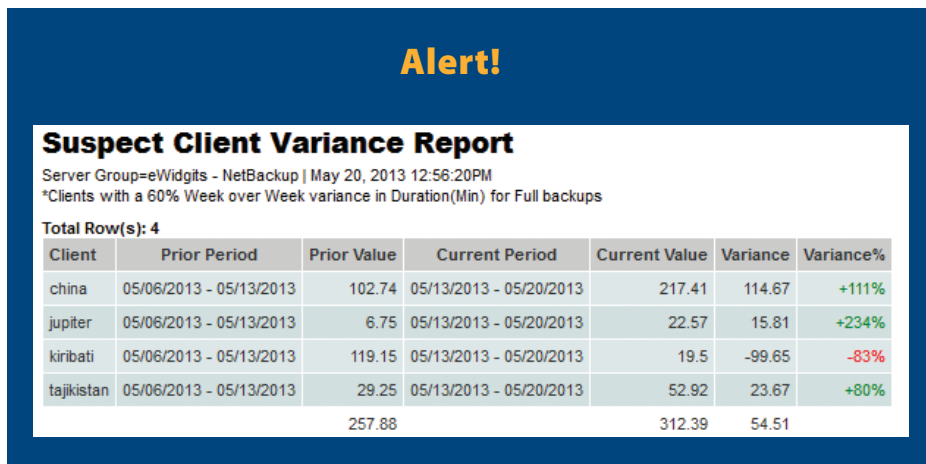 Alert!
Suspect Client Variance Report
Server Group=eWidgits - NetBackup | May 20, 2013 12:56:20PM
*Clients with a 60% Week over Week variance in Duration(Min) for Full backups
Total Row(s): 4
Client Prior Period Prior Value Current Period Current Value Variance Variance%
china 05/06/2013 - 05/13/2013 102.74 05/13/2013 - 05/20/2013 217.41 114.67 +111%
jupiter 05/06/2013 - 05/13/2013 6.75 05/13/2013 - 05/20/2013 22.57 15.81 +234%
kiribati 05/06/2013 - 05/13/2013 119.15 05/13/2013 - 05/20/2013 19.5 -99.65 -83%
tajikistan 05/06/2013 - 05/13/2013 29.25 05/13/2013 - 05/20/2013 52.92 23.67 +80%
257.88 312.39 54.51